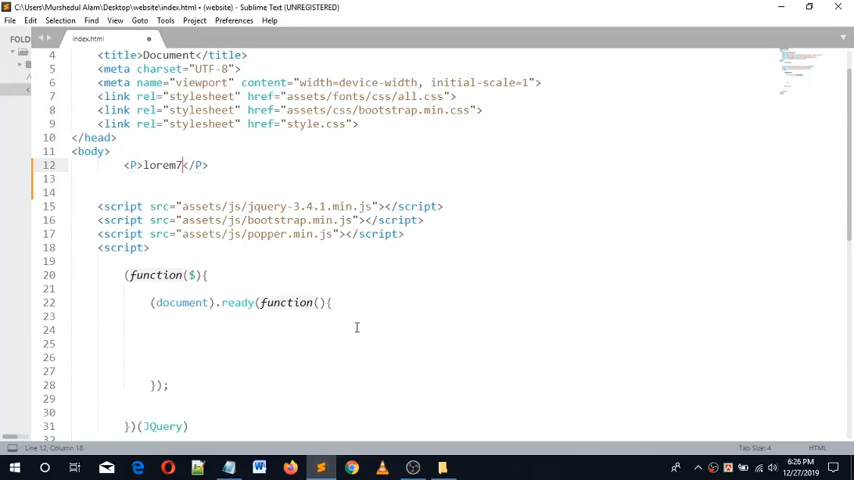 C:\Users\Murshedul Alam\Desktop\website\index.html • (website) - Sublime Text (UNREGISTERED)
File Edit Selection Find View Goto Tools Project Preferences Help
FOLD
index.html
4 <title>Document</title>
5 <meta charset="UTF-8">
6 <meta name="viewport" content="width=device-width, initial-scale=1">
7 <link rel="stylesheet" href="assets/fonts/css/all.css">
8 <link rel="stylesheet" href="assets/css/bootstrap.min.css">
9 <link rel="stylesheet" href="style.css">
10 </head>
11 <body>
12 <P>lorem7</P>
13
14
15 <script src="assets/js/jquery-3.4.1.min.js"></script>
16 <script src="assets/js/bootstrap.min.js"></script>
17 <script src="assets/js/popper.min.js"></script>
18 <script>
19
20 (function($){
21
22 (document).ready(function(){
23
24
25
26
27
28 });
29
30
31 })(JQuery)
32
Line 12, Column 18
Tab Size: 4
HTML
6:26 PM
12/27/2019